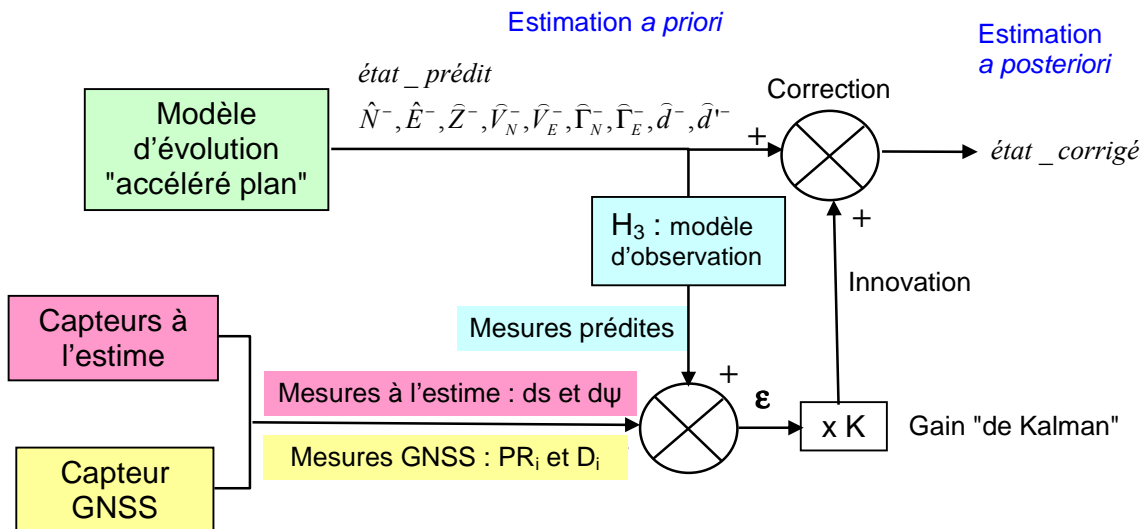 Estimation a priori
Estimation
a posteriori
état _ prédit
Correction
Modèle
d'évolution
"accéléré plan"
N̂⁻, Ê⁻, Ẑ⁻, V̂_N⁻, V̂_E⁻, Γ̂_N⁻, Γ̂_E⁻, d̂⁻, d̂'⁻
+
état _ corrigé
+
H₃ : modèle
d'observation
Innovation
Capteurs à
l'estime
Mesures prédites
+
Mesures à l'estime : ds et dψ
ε
x K
Gain "de Kalman"
Mesures GNSS : PRᵢ et Dᵢ
Capteur
GNSS